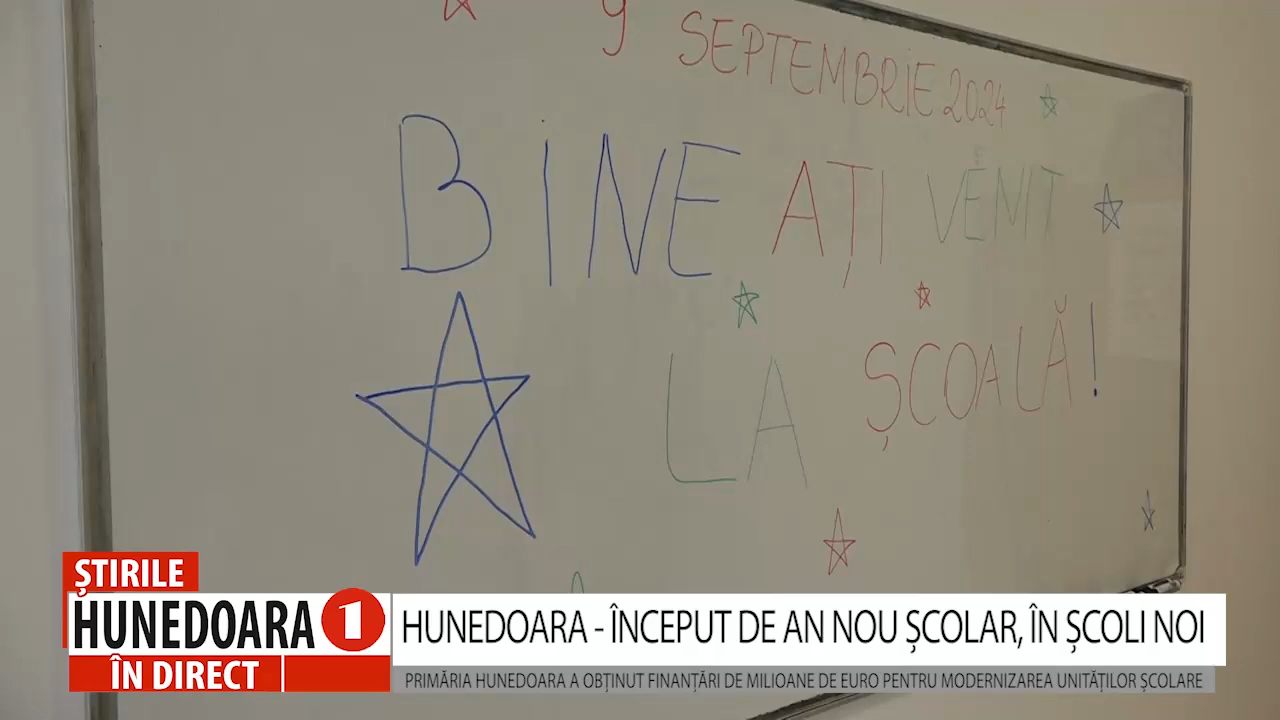 9 SEPTEMBRIE 2024
BINE AȚI VENIT
LA ȘCOALĂ!
ȘTIRILE
HUNEDOARA 1
ÎN DIRECT
HUNEDOARA - ÎNCEPUT DE AN NOU ȘCOLAR, ÎN ȘCOLI NOI
PRIMĂRIA HUNEDOARA A OBȚINUT FINANȚĂRI DE MILIOANE DE EURO PENTRU MODERNIZAREA UNITĂȚILOR ȘCOLARE